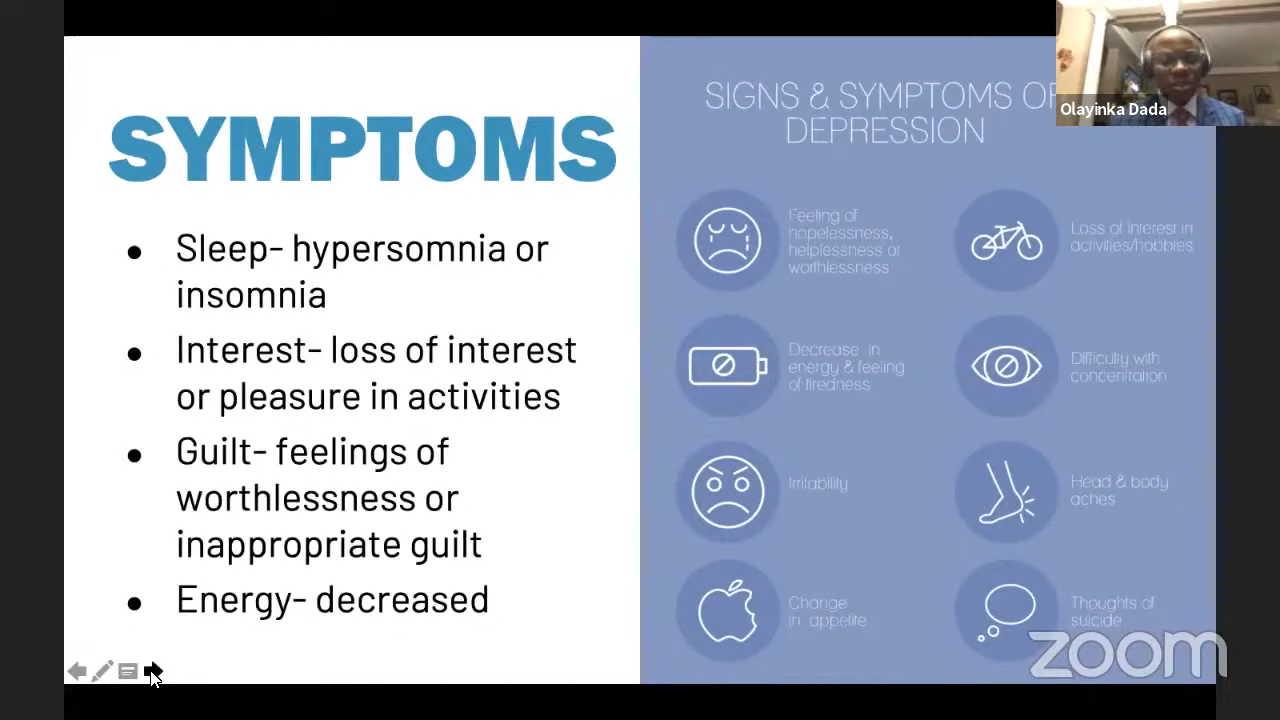 SYMPTOMS
● Sleep- hypersomnia or
insomnia
● Interest- loss of interest
or pleasure in activities
● Guilt- feelings of
worthlessness or
inappropriate guilt
● Energy- decreased
SIGNS & SYMPTOMS OF
DEPRESSION
Feeling of
hopelessness,
helplessness or
worthlessness
Loss of interest in
activities/hobbies
Decrease in
energy & feeling
of tiredness
Difficulty with
concentration
Irritability
Head & body
aches
Change
in appetite
Thoughts of
suicide
Olayinka Dada
zoom